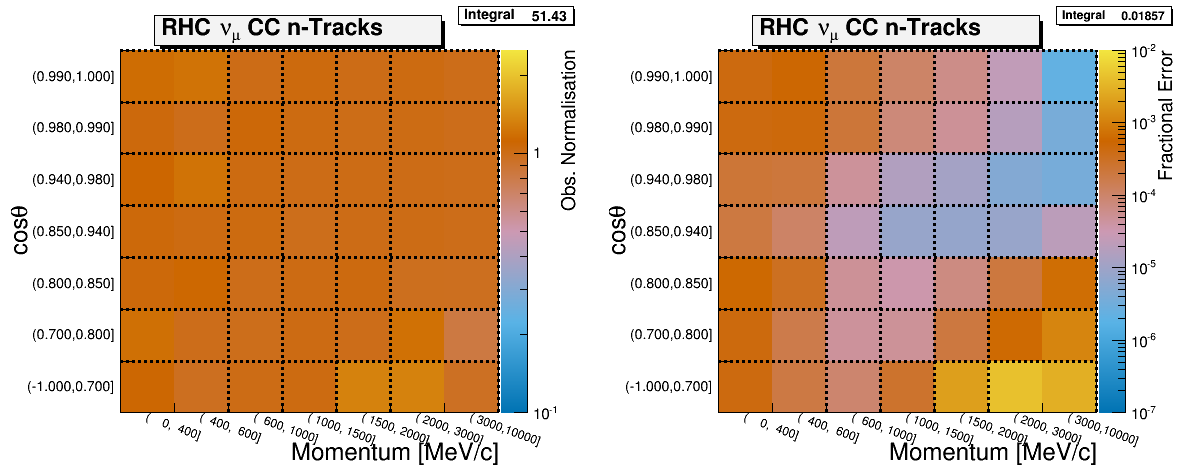 RHC νμ CC n-Tracks
Integral 51.43
(0.990,1.000]
(0.980,0.990]
(0.940,0.980]
(0.850,0.940]
(0.800,0.850]
(0.700,0.800]
(-1.000,0.700]
cosθ
( 0, 400]
( 400, 600]
( 600, 1000]
( 1000, 1500]
( 1500, 2000]
( 2000, 3000]
( 3000,10000]
Momentum [MeV/c]
1
10-1
Obs. Normalisation
RHC νμ CC n-Tracks
Integral 0.01857
(0.990,1.000]
(0.980,0.990]
(0.940,0.980]
(0.850,0.940]
(0.800,0.850]
(0.700,0.800]
(-1.000,0.700]
cosθ
( 0, 400]
( 400, 600]
( 600, 1000]
( 1000, 1500]
( 1500, 2000]
( 2000, 3000]
( 3000,10000]
Momentum [MeV/c]
10-2
10-3
10-4
10-5
10-6
10-7
Fractional Error